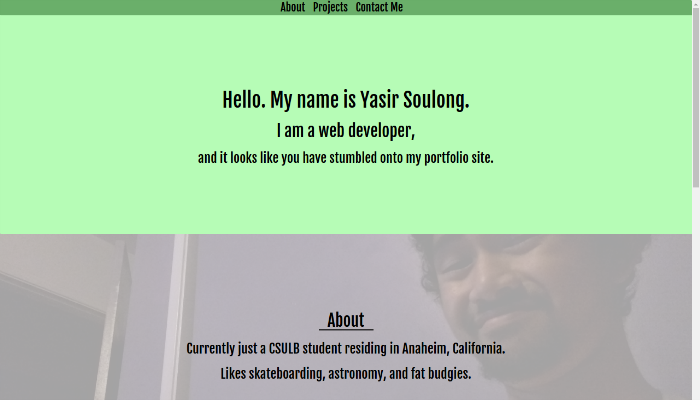 About Projects Contact Me
Hello. My name is Yasir Soulong.
I am a web developer,
and it looks like you have stumbled onto my portfolio site.
About
Currently just a CSULB student residing in Anaheim, California.
Likes skateboarding, astronomy, and fat budgies.